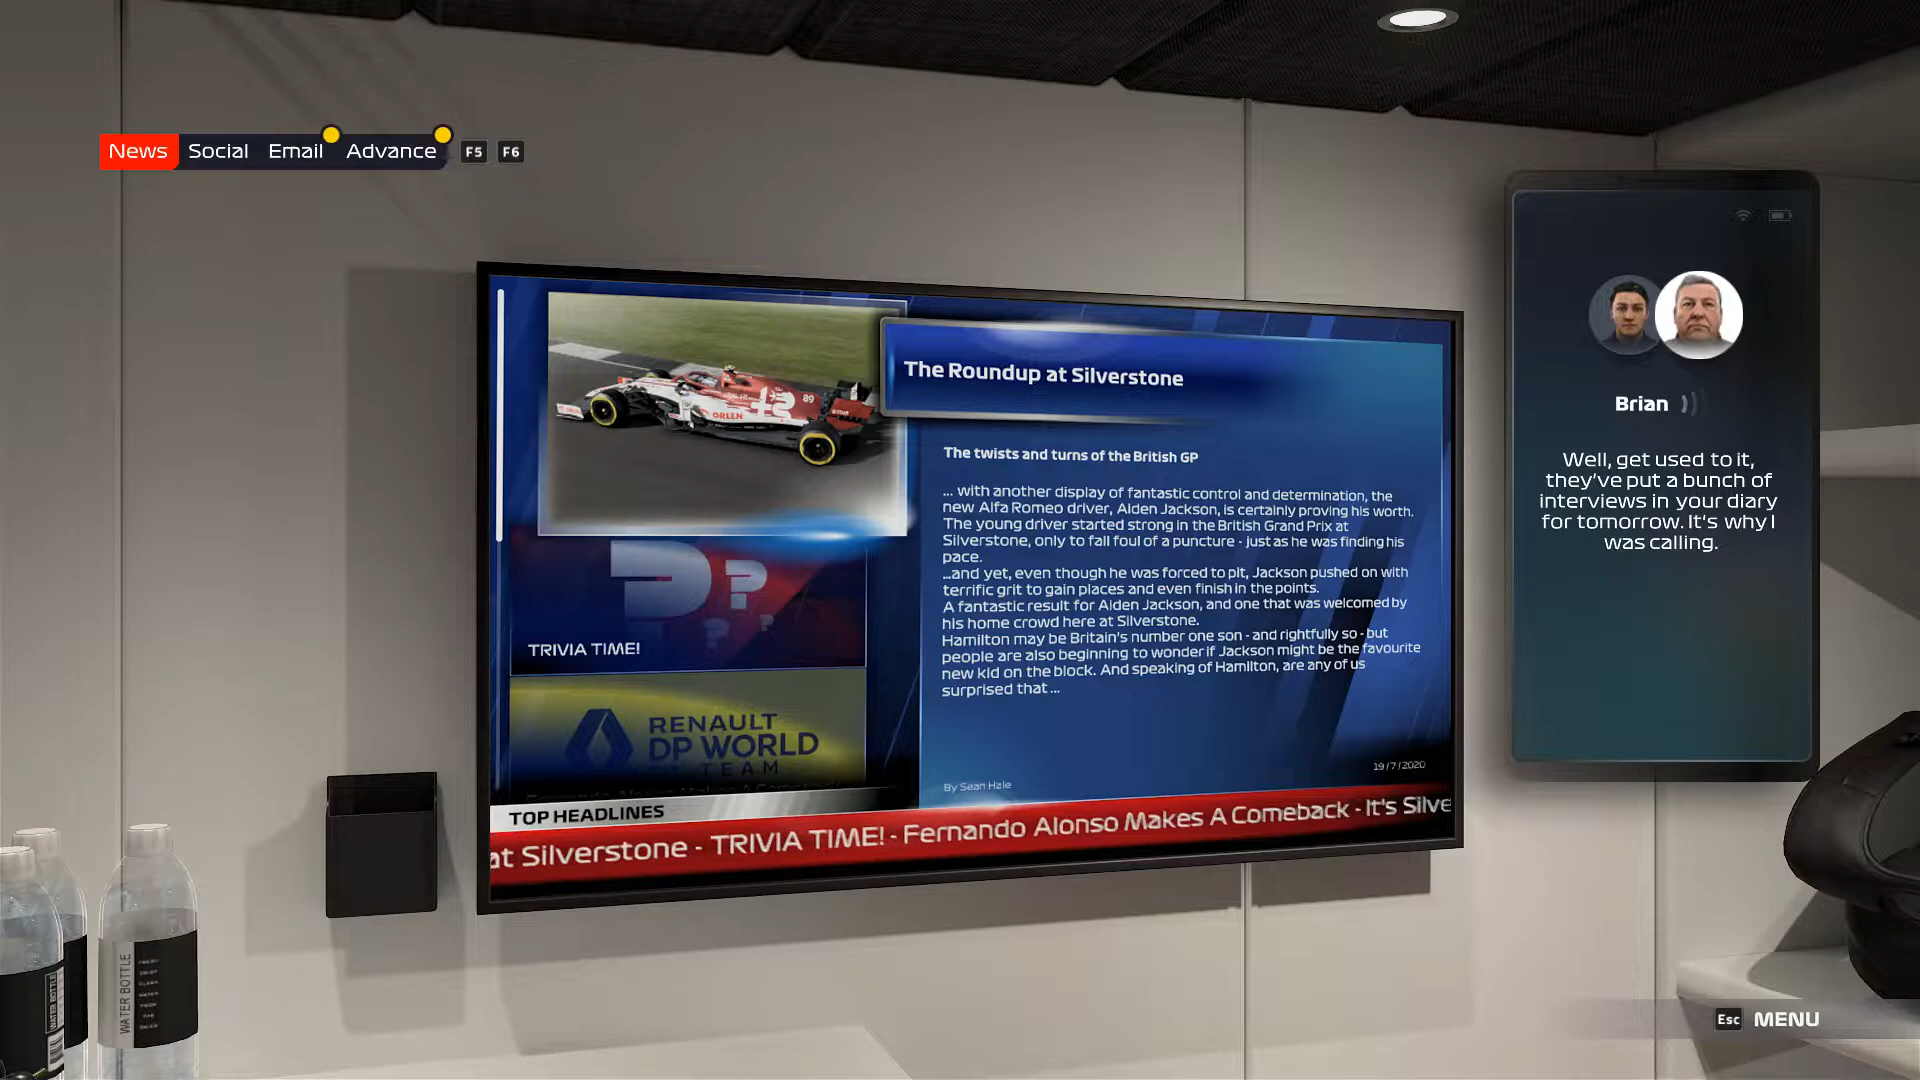 News
Social
Email
Advance
F5
F6
The Roundup at Silverstone
ORLEN
89
The twists and turns of the British GP
... with another display of fantastic control and determination, the
new Alfa Romeo driver, Aiden Jackson, is certainly proving his worth.
The young driver started strong in the British Grand Prix at
Silverstone, only to fall foul of a puncture - just as he was finding his
pace.
...and yet, even though he was forced to pit, Jackson pushed on with
terrific grit to gain places and even finish in the points.
A fantastic result for Aiden Jackson, and one that was welcomed by
his home crowd here at Silverstone.
Hamilton may be Britain's number one son - and rightfully so - but
people are also beginning to wonder if Jackson might be the favourite
new kid on the block. And speaking of Hamilton, are any of us
surprised that ...
19/7/2020
By Sean Hale
TRIVIA TIME!
RENAULT
DP WORLD
TEAM
TOP HEADLINES
at Silverstone - TRIVIA TIME! - Fernando Alonso Makes A Comeback - It's Silve
Brian
Well, get used to it,
they've put a bunch of
interviews in your diary
for tomorrow. It's why I
was calling.
WATER BOTTLE
WATER BOTTLE
Esc MENU